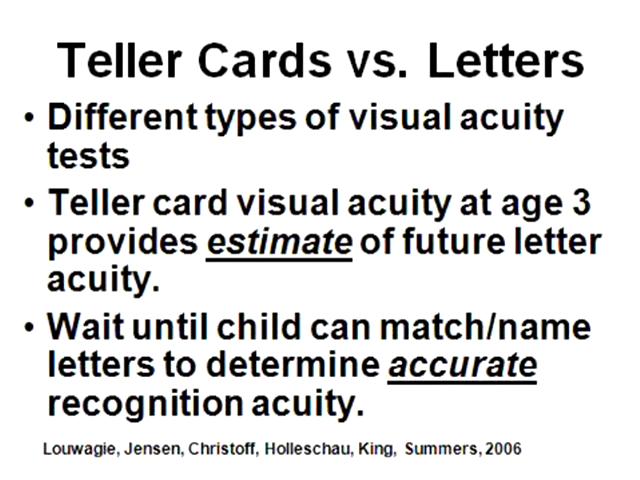 Teller Cards vs. Letters
• Different types of visual acuity
tests
• Teller card visual acuity at age 3
provides estimate of future letter
acuity.
• Wait until child can match/name
letters to determine accurate
recognition acuity.
Louwagie, Jensen, Christoff, Holleschau, King, Summers, 2006